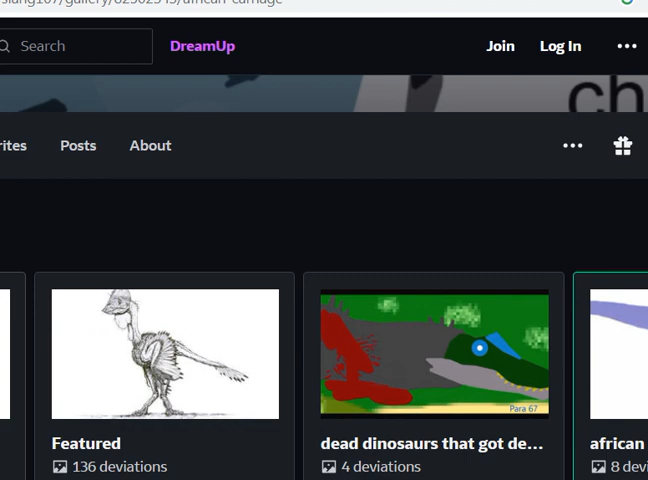 Search
DreamUp
Join
Log In
ch
rites
Posts
About
Para 67
Featured
136 deviations
dead dinosaurs that got de...
4 deviations
african
8 devi